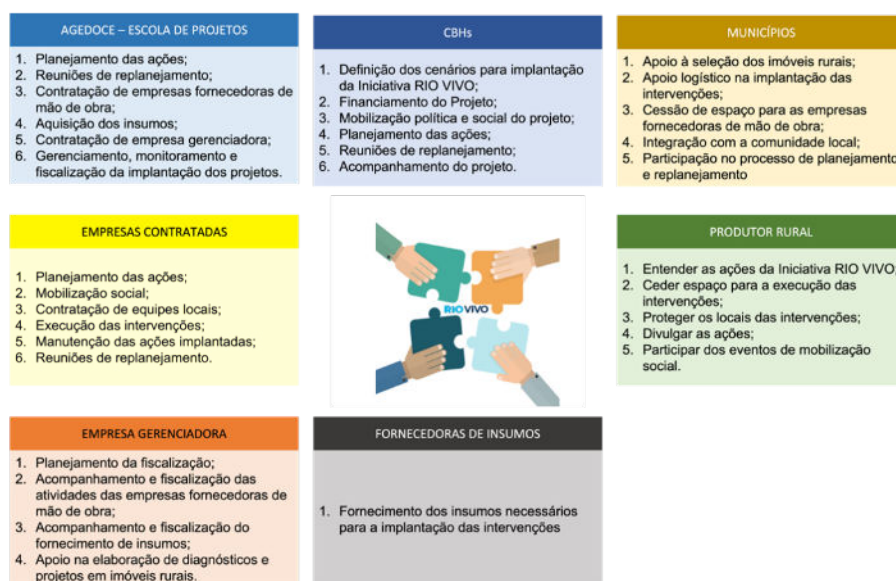 AGEDOCE – ESCOLA DE PROJETOS
1. Planejamento das ações;
2. Reuniões de replanejamento;
3. Contratação de empresas fornecedoras de
mão de obra;
4. Aquisição dos insumos;
5. Contratação de empresa gerenciadora;
6. Gerenciamento, monitoramento e
fiscalização da implantação dos projetos.
CBHs
1. Definição dos cenários para implantação
da Iniciativa RIO VIVO;
2. Financiamento do Projeto;
3. Mobilização política e social do projeto;
4. Planejamento das ações;
5. Reuniões de replanejamento;
6. Acompanhamento do projeto.
MUNICÍPIOS
1. Apoio à seleção dos imóveis rurais;
2. Apoio logístico na implantação das
intervenções;
3. Cessão de espaço para as empresas
fornecedoras de mão de obra;
4. Integração com a comunidade local;
5. Participação no processo de planejamento
e replanejamento
EMPRESAS CONTRATADAS
1. Planejamento das ações;
2. Mobilização social;
3. Contratação de equipes locais;
4. Execução das intervenções;
5. Manutenção das ações implantadas;
6. Reuniões de replanejamento.
RIO VIVO
PRODUTOR RURAL
1. Entender as ações da Iniciativa RIO VIVO;
2. Ceder espaço para a execução das
intervenções;
3. Proteger os locais das intervenções;
4. Divulgar as ações;
5. Participar dos eventos de mobilização
social.
EMPRESA GERENCIADORA
1. Planejamento da fiscalização;
2. Acompanhamento e fiscalização das
atividades das empresas fornecedoras de
mão de obra;
3. Acompanhamento e fiscalização do
fornecimento de insumos;
4. Apoio na elaboração de diagnósticos e
projetos em imóveis rurais.
FORNECEDORAS DE INSUMOS
1. Fornecimento dos insumos necessários
para a implantação das intervenções